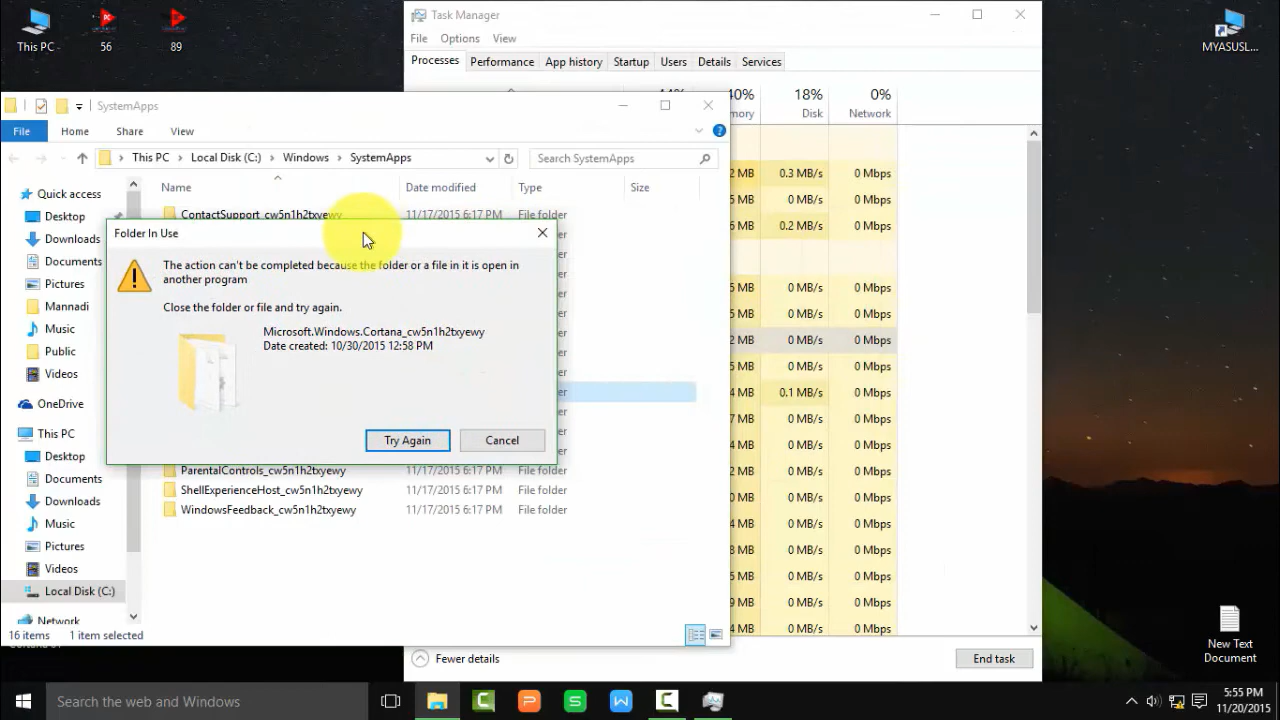 This PC
56
89
MYASUSL...
Task Manager
File Options View
Processes Performance App history Startup Users Details Services
40% 18% 0%
mory Disk Network
2 MB 0.3 MB/s 0 Mbps
5 MB 0 MB/s 0 Mbps
6 MB 0.2 MB/s 0 Mbps
5 MB 0 MB/s 0 Mbps
5 MB 0 MB/s 0 Mbps
2 MB 0 MB/s 0 Mbps
5 MB 0 MB/s 0 Mbps
4 MB 0.1 MB/s 0 Mbps
7 MB 0 MB/s 0 Mbps
4 MB 0 MB/s 0 Mbps
2 MB 0 MB/s 0 Mbps
9 MB 0 MB/s 0 Mbps
4 MB 0 MB/s 0 Mbps
8 MB 0 MB/s 0 Mbps
5 MB 0 MB/s 0 Mbps
9 MB 0 MB/s 0 Mbps
4 MB 0 MB/s 0 Mbps
Fewer details
End task
SystemApps
File Home Share View
This PC Local Disk (C:) Windows SystemApps
Search SystemApps
Name Date modified Type Size
Quick access
Desktop
Downloads
Documents
Pictures
Mannadi
Music
Public
Videos
OneDrive
This PC
Desktop
Documents
Downloads
Music
Pictures
Videos
Local Disk (C:)
Network
ContactSupport_cw5n1h2txyewy 11/17/2015 6:17 PM File folder
Folder In Use
The action can't be completed because the folder or a file in it is open in
another program
Close the folder or file and try again.
Microsoft.Windows.Cortana_cw5n1h2txyewy
Date created: 10/30/2015 12:58 PM
Try Again
Cancel
ParentalControls_cw5n1h2txyewy 11/17/2015 6:17 PM File folder
ShellExperienceHost_cw5n1h2txyewy 11/17/2015 6:17 PM File folder
WindowsFeedback_cw5n1h2txyewy 11/17/2015 6:17 PM File folder
16 items 1 item selected
New Text
Document
Search the web and Windows
5:55 PM
11/20/2015